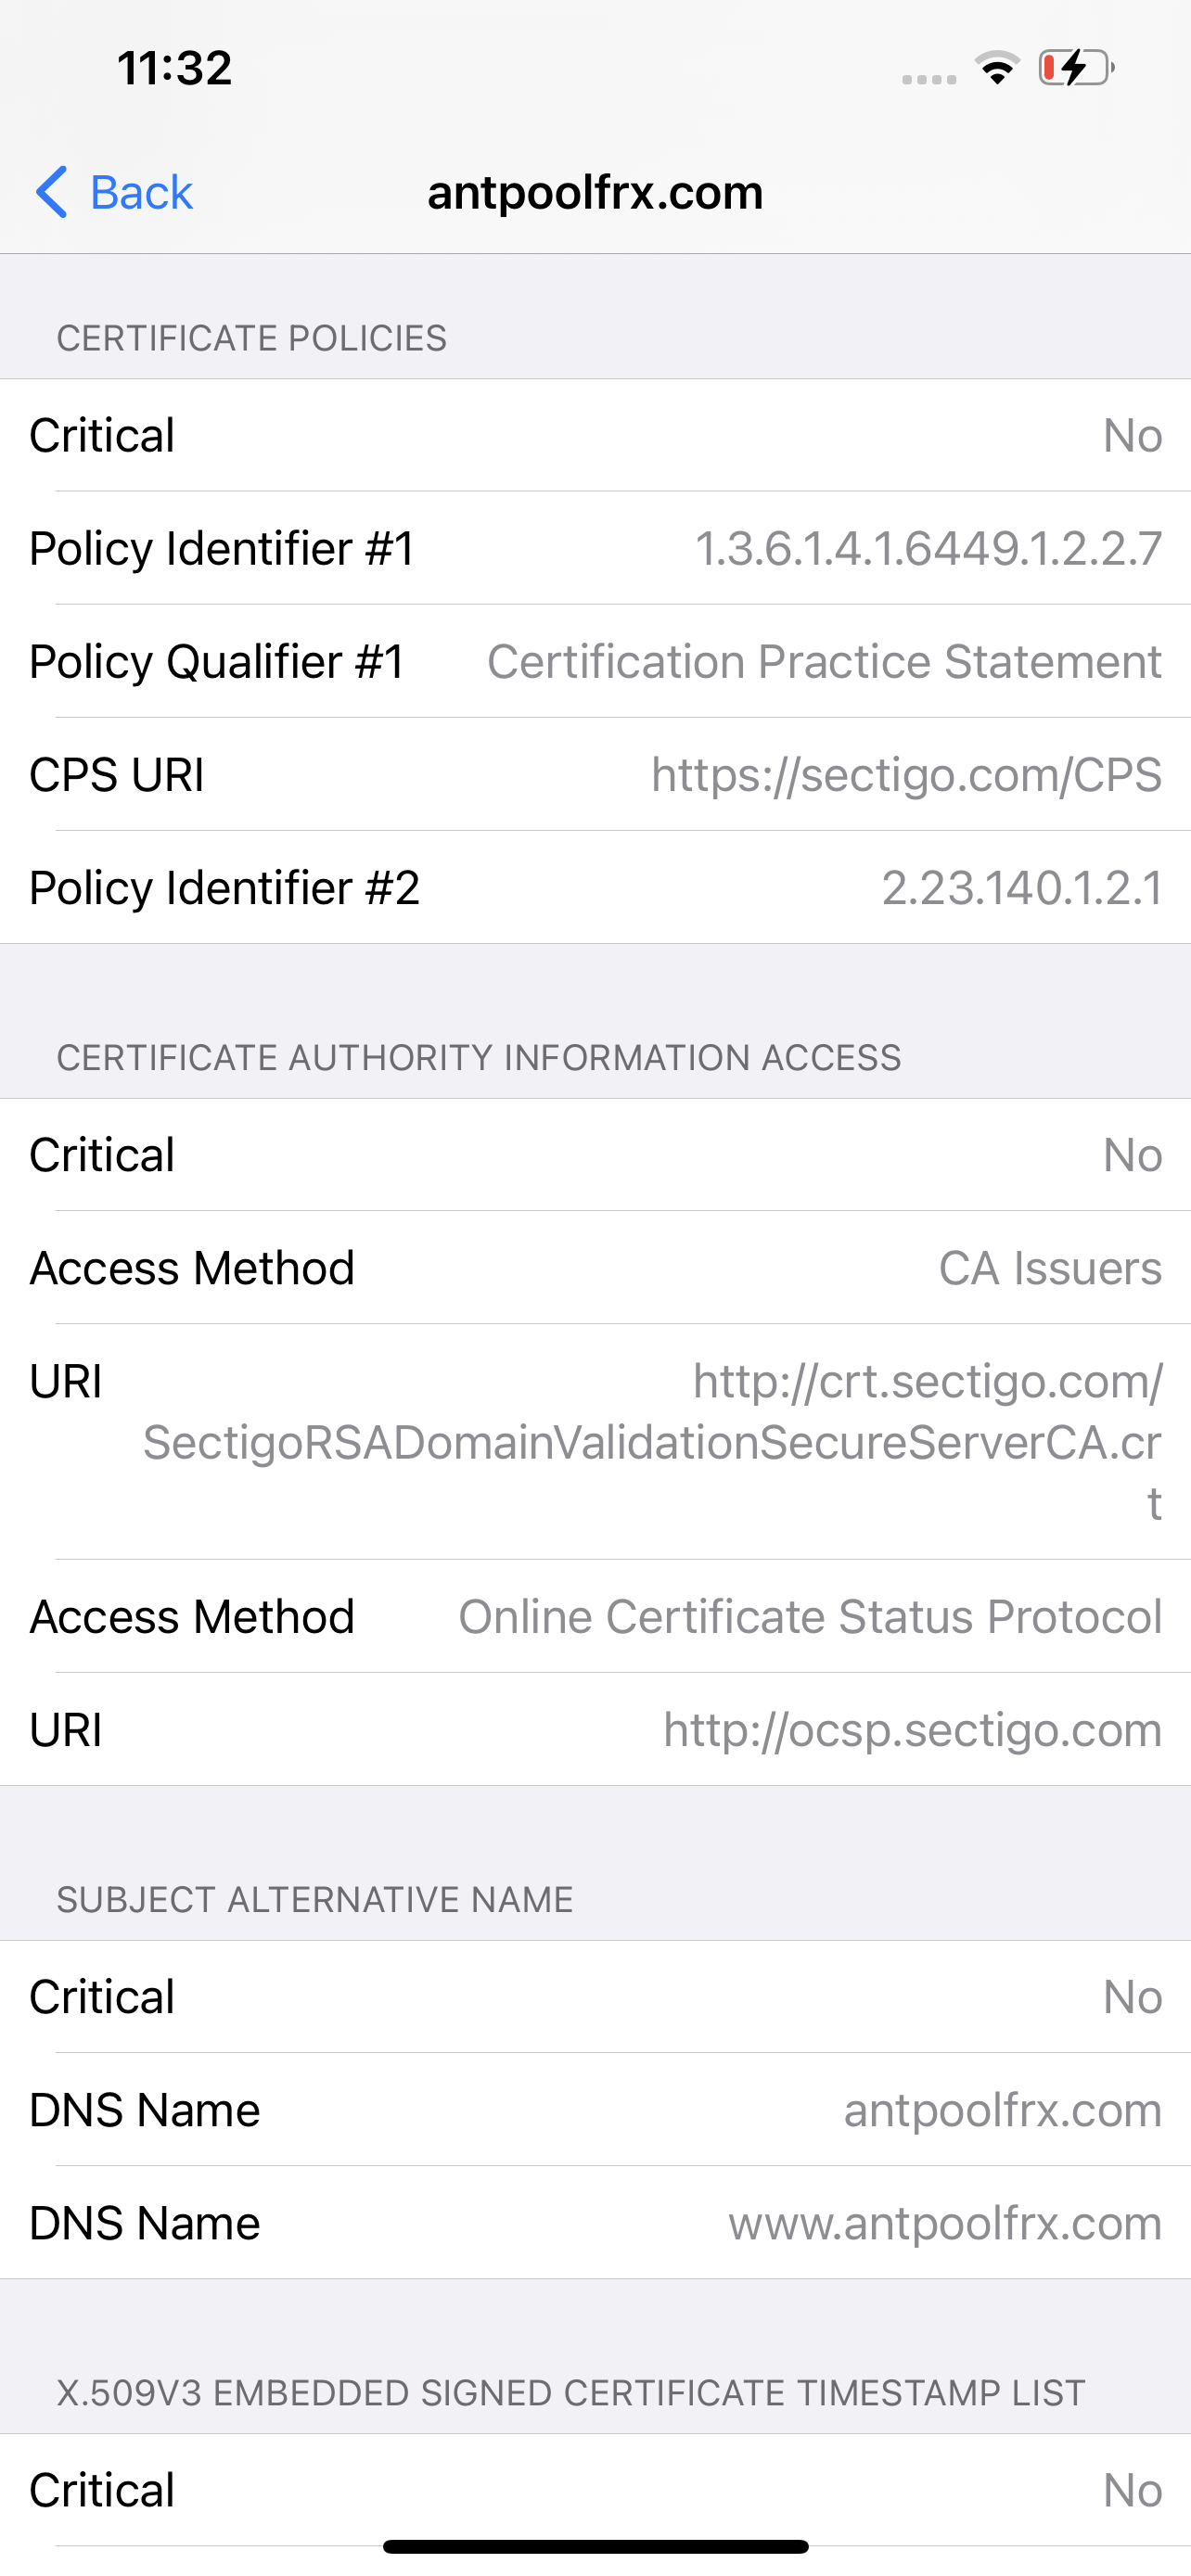 11:32
Back
antpoolfrx.com
CERTIFICATE POLICIES
Critical No
Policy Identifier #1 1.3.6.1.4.1.6449.1.2.2.7
Policy Qualifier #1 Certification Practice Statement
CPS URI https://sectigo.com/CPS
Policy Identifier #2 2.23.140.1.2.1
CERTIFICATE AUTHORITY INFORMATION ACCESS
Critical No
Access Method CA Issuers
URI http://crt.sectigo.com/
SectigoRSADomainValidationSecureServerCA.cr
t
Access Method Online Certificate Status Protocol
URI http://ocsp.sectigo.com
SUBJECT ALTERNATIVE NAME
Critical No
DNS Name antpoolfrx.com
DNS Name www.antpoolfrx.com
X.509V3 EMBEDDED SIGNED CERTIFICATE TIMESTAMP LIST
Critical No